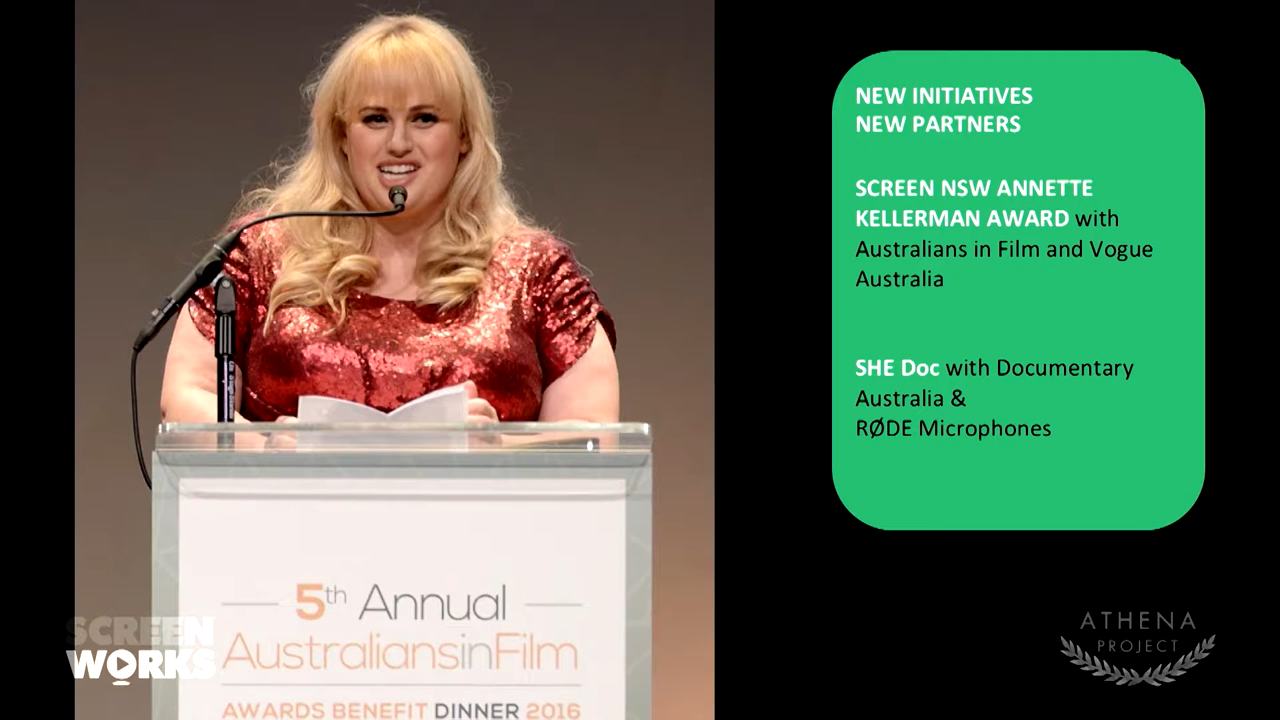 NEW INITIATIVES
NEW PARTNERS
SCREEN NSW ANNETTE
KELLERMAN AWARD with
Australians in Film and Vogue
Australia
SHE Doc with Documentary
Australia &
RØDE Microphones
5th Annual
AustraliansinFilm
AWARDS BENEFIT DINNER 2016
SCREEN
WORKS
ATHENA
PROJECT